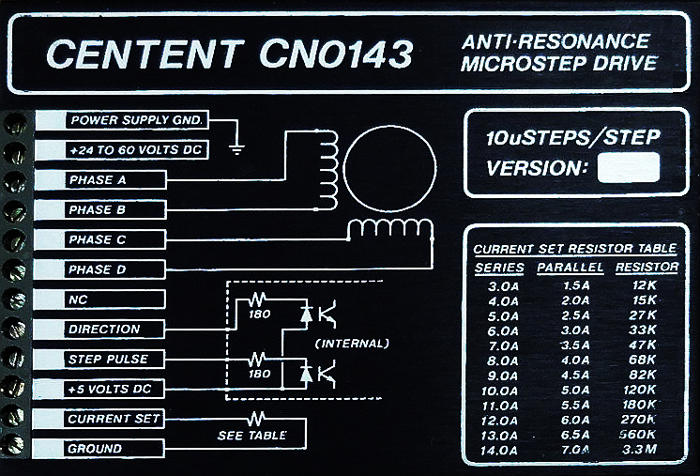 CENTENT CN0143
ANTI-RESONANCE
MICROSTEP DRIVE
POWER SUPPLY GND.
+24 TO 60 VOLTS DC
PHASE A
PHASE B
PHASE C
PHASE D
NC
DIRECTION
STEP PULSE
+5 VOLTS DC
CURRENT SET
GROUND
180
(INTERNAL)
180
SEE TABLE
10uSTEPS/STEP
VERSION:
CURRENT SET RESISTOR TABLE
SERIES PARALLEL RESISTOR
3.0A 1.5A 12K
4.0A 2.0A 15K
5.0A 2.5A 27K
6.0A 3.0A 33K
7.0A 3.5A 47K
8.0A 4.0A 68K
9.0A 4.5A 82K
10.0A 5.0A 120K
11.0A 5.5A 180K
12.0A 6.0A 270K
13.0A 6.5A 560K
14.0A 7.0A 3.3M